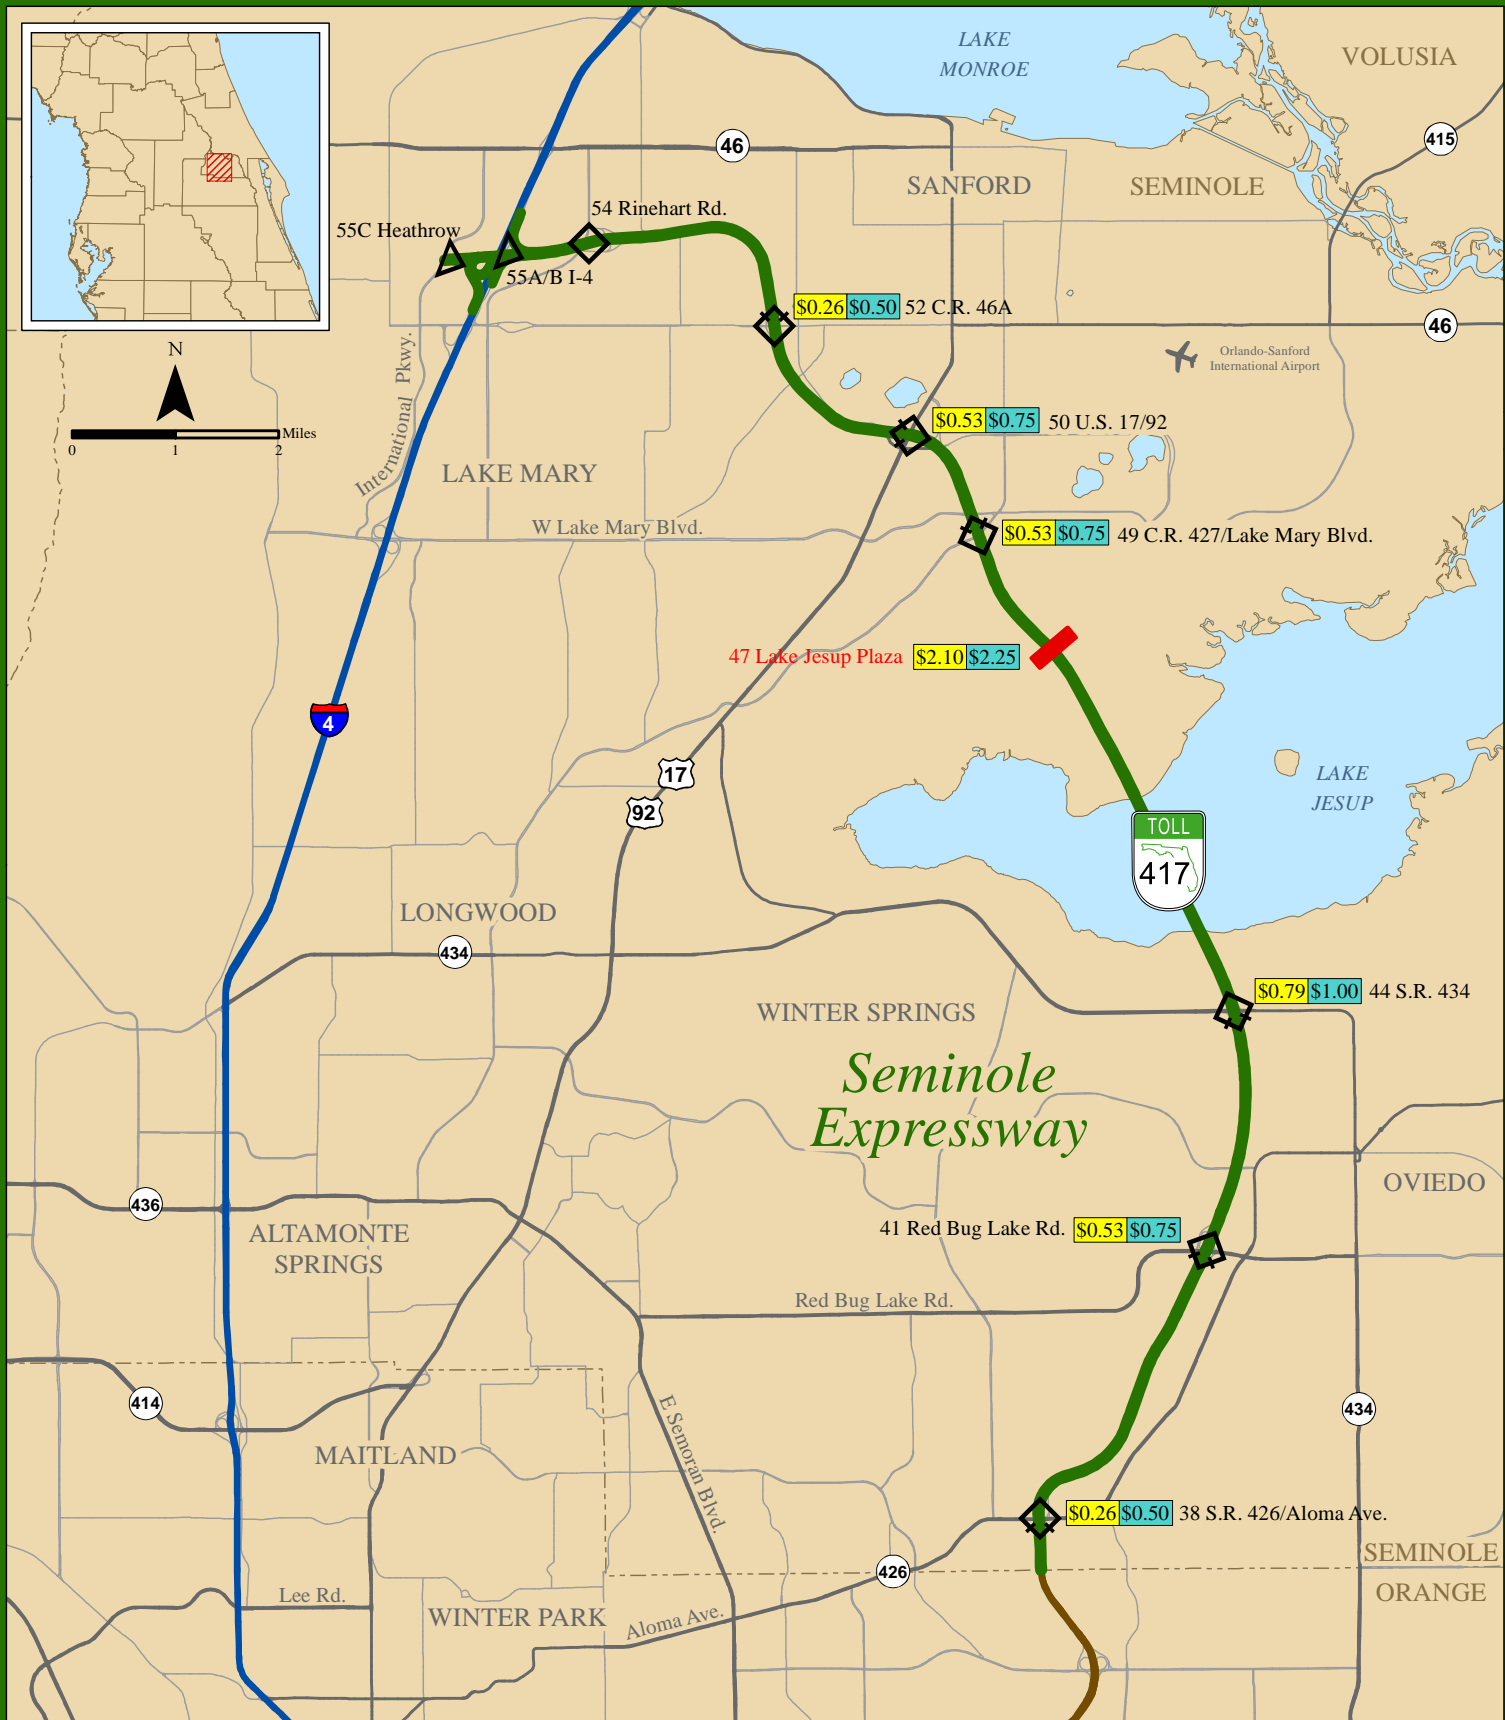 LAKE
MONROE
VOLUSIA
46
415
SANFORD
SEMINOLE
54 Rinehart Rd.
55C Heathrow
55A/B I-4
$0.26 $0.50 52 C.R. 46A
46
N
Orlando-Sanford
International Airport
International Pkwy.
Miles
0 1 2
$0.53 $0.75 50 U.S. 17/92
LAKE MARY
W Lake Mary Blvd.
$0.53 $0.75 49 C.R. 427/Lake Mary Blvd.
47 Lake Jesup Plaza $2.10 $2.25
4
17
92
LAKE
JESUP
TOLL
417
LONGWOOD
434
$0.79 $1.00 44 S.R. 434
WINTER SPRINGS
Seminole
Expressway
OVIEDO
436
ALTAMONTE
SPRINGS
41 Red Bug Lake Rd. $0.53 $0.75
Red Bug Lake Rd.
414
434
E Semoran Blvd.
MAITLAND
$0.26 $0.50 38 S.R. 426/Aloma Ave.
SEMINOLE
426
ORANGE
Lee Rd.
WINTER PARK
Aloma Ave.